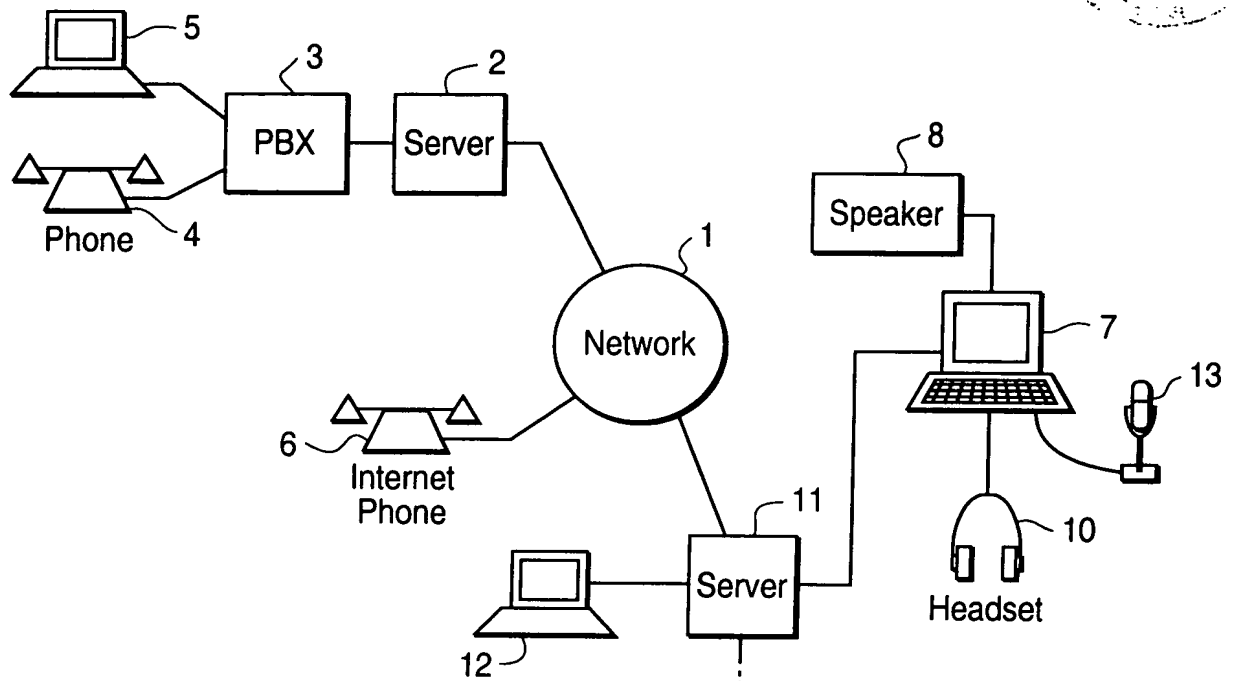 5
3
2
PBX
Server
8
Speaker
4
Phone
1
Network
7
13
6
Internet
Phone
11
10
Server
Headset
12